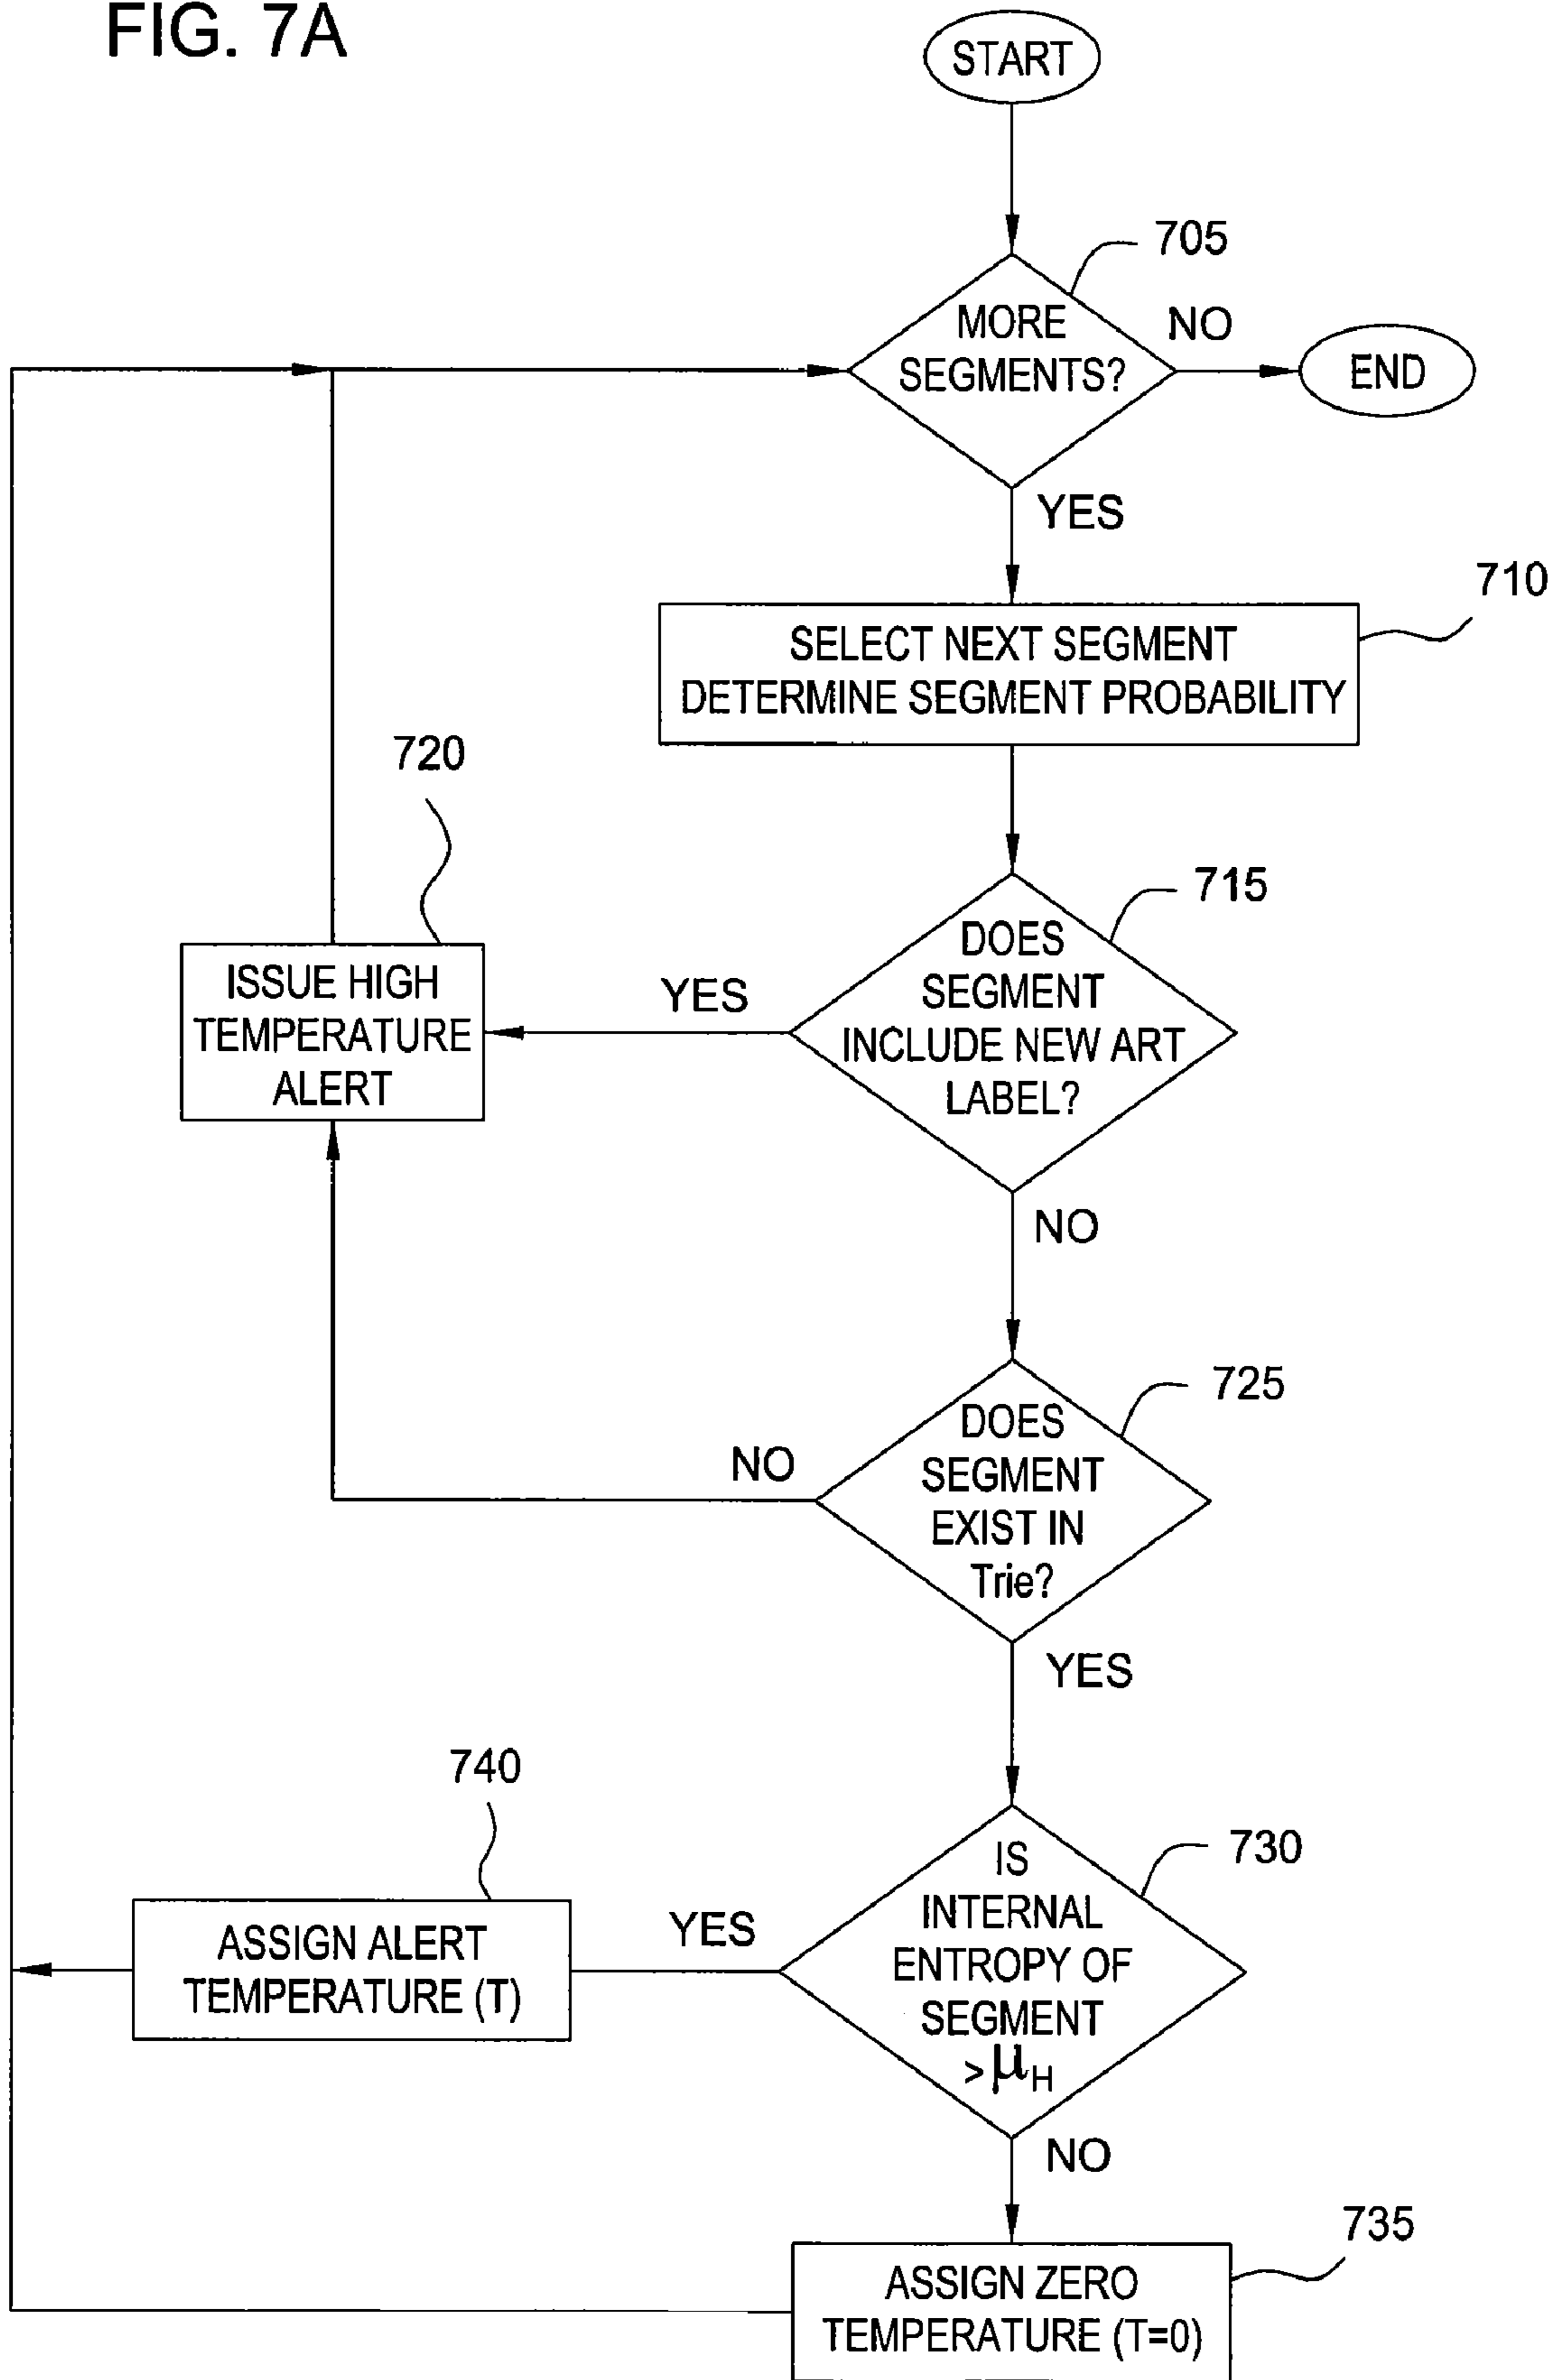 FIG. 7A
START
705
MORE
SEGMENTS?
NO
END
YES
710
SELECT NEXT SEGMENT
DETERMINE SEGMENT PROBABILITY
720
715
DOES
SEGMENT
INCLUDE NEW ART
LABEL?
YES
ISSUE HIGH
TEMPERATURE
ALERT
NO
725
DOES
SEGMENT
EXIST IN
Trie?
NO
YES
740
730
IS
INTERNAL
ENTROPY OF
SEGMENT
>μH
YES
ASSIGN ALERT
TEMPERATURE (T)
NO
735
ASSIGN ZERO
TEMPERATURE (T=0)